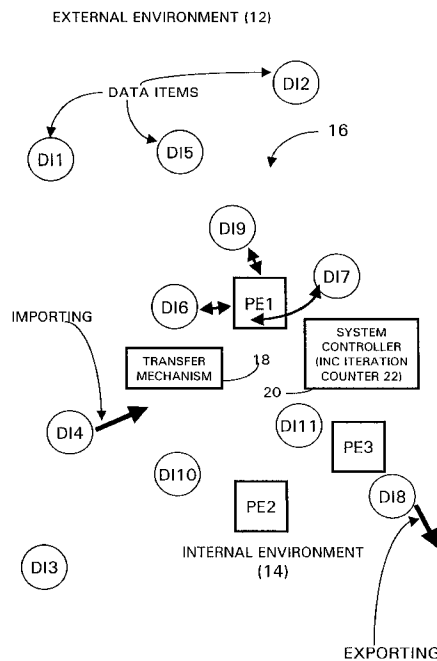 EXTERNAL ENVIRONMENT (12)
DI2
DATA ITEMS
16
DI1
DI5
DI9
DI7
DI6
PE1
IMPORTING
SYSTEM
CONTROLLER
(INC ITERATION
COUNTER 22)
TRANSFER
MECHANISM
18
20
DI4
DI11
PE3
DI10
DI8
PE2
INTERNAL ENVIRONMENT
(14)
DI3
EXPORTING